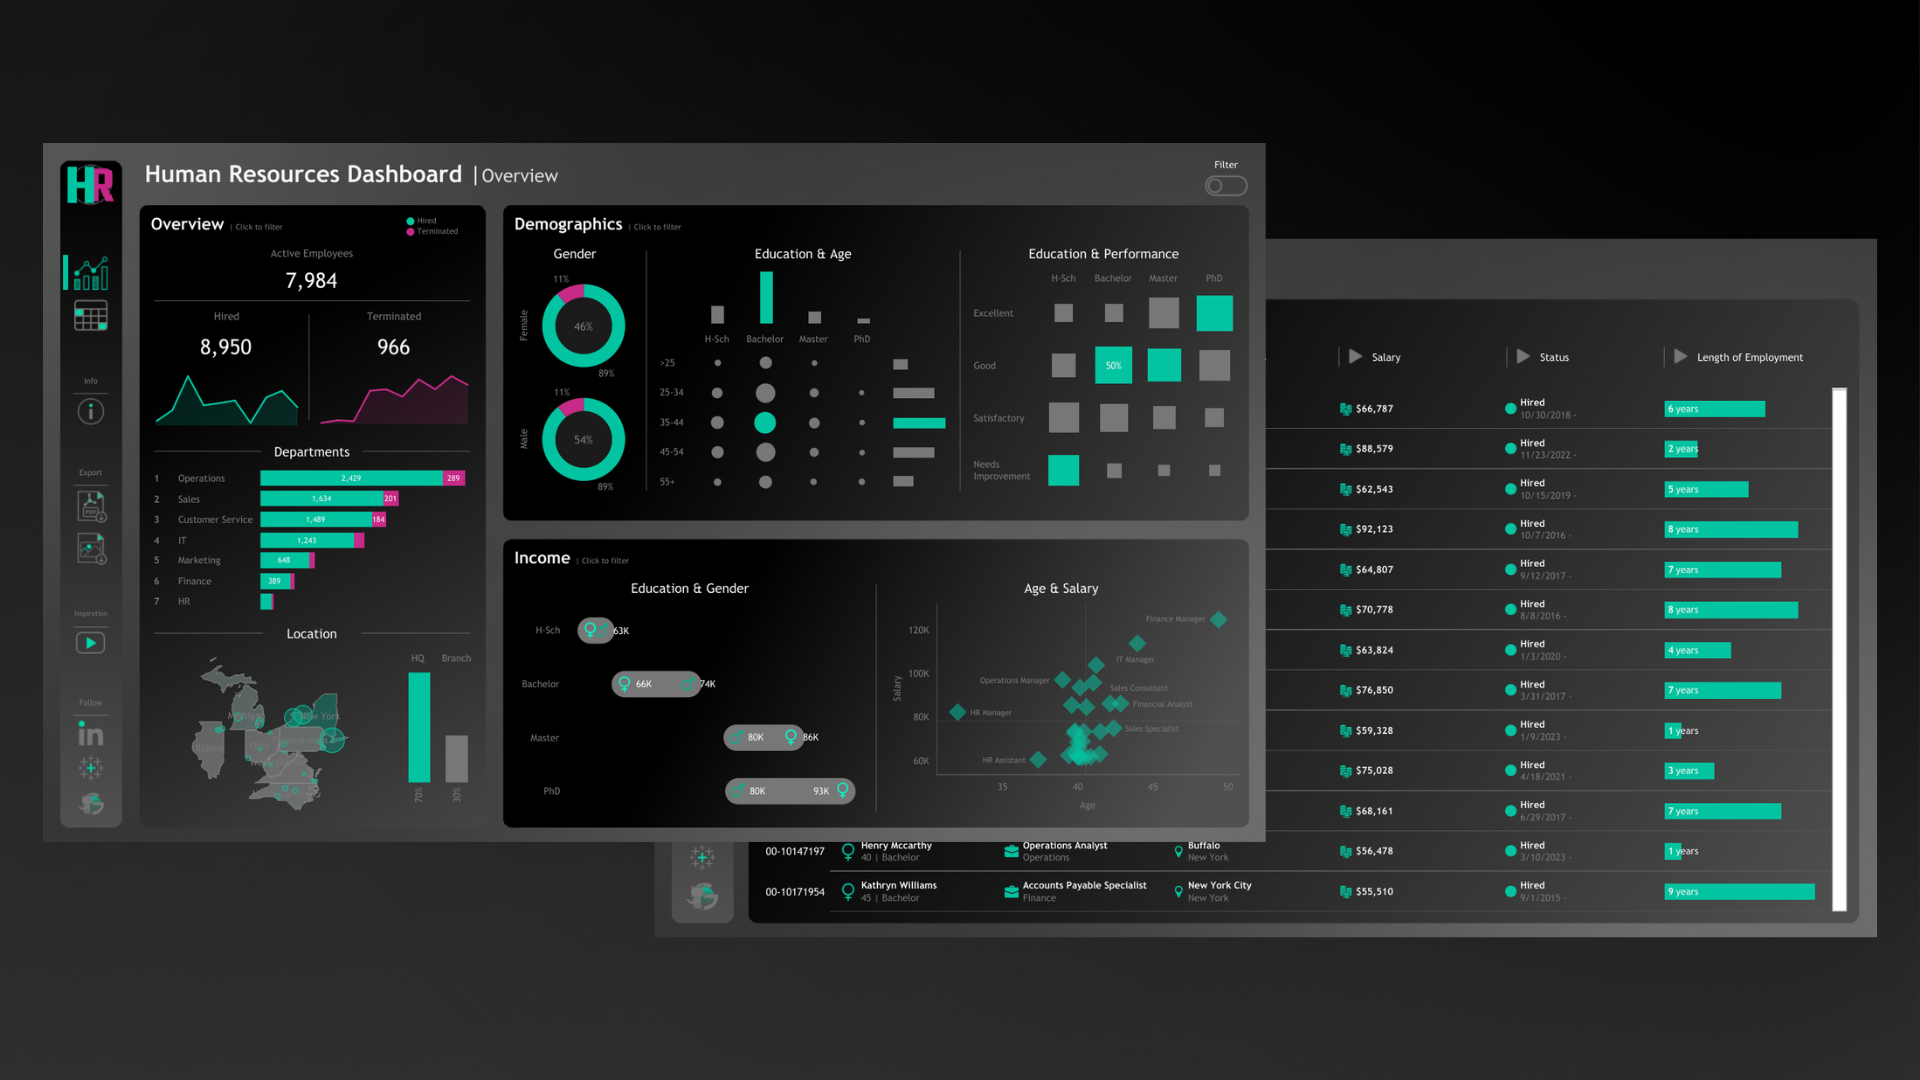 HR
Human Resources Dashboard | Overview
Filter
Overview | Click to filter
Hired
Terminated
Active Employees
7,984
Hired
8,950
Terminated
966
Departments
1 Operations 2,429 289
2 Sales 1,634 201
3 Customer Service 1,489 184
4 IT 1,243
5 Marketing 648
6 Finance 389
7 HR
Location
HQ Branch
70% 30%
New York
Illinois
Info
Export
PDF
Inspiration
Follow
in
Demographics | Click to filter
Gender
Female
11%
46%
89%
Male
11%
54%
89%
Education & Age
H-Sch Bachelor Master PhD
>25
25-34
35-44
45-54
55+
Education & Performance
H-Sch Bachelor Master PhD
Excellent
Good 50%
Satisfactory
Needs
Improvement
Income | Click to filter
Education & Gender
H-Sch 63K
Bachelor 66K 74K
Master 80K 86K
PhD 80K 93K
Age & Salary
Salary
120K
100K
80K
60K
Finance Manager
IT Manager
Operations Manager
Sales Consultant
Financial Analyst
HR Manager
Sales Specialist
HR Assistant
35 40 45 50
Age
Salary Status Length of Employment
$66,787 Hired 6 years
10/30/2018 -
$88,579 Hired 2 years
11/23/2022 -
$62,543 Hired 5 years
10/15/2019 -
$92,123 Hired 8 years
10/7/2016 -
$64,807 Hired 7 years
9/12/2017 -
$70,778 Hired 8 years
8/8/2016 -
$63,824 Hired 4 years
1/3/2020 -
$76,850 Hired 7 years
3/31/2017 -
$59,328 Hired 1 years
1/9/2023 -
$75,028 Hired 3 years
4/18/2021 -
$68,161 Hired 7 years
6/29/2017 -
00-10147197 Henry Mccarthy Operations Analyst Buffalo $56,478 Hired 1 years
40 | Bachelor Operations New York 3/10/2023 -
00-10171954 Kathryn Williams Accounts Payable Specialist New York City $55,510 Hired 9 years
45 | Bachelor Finance New York 9/1/2015 -